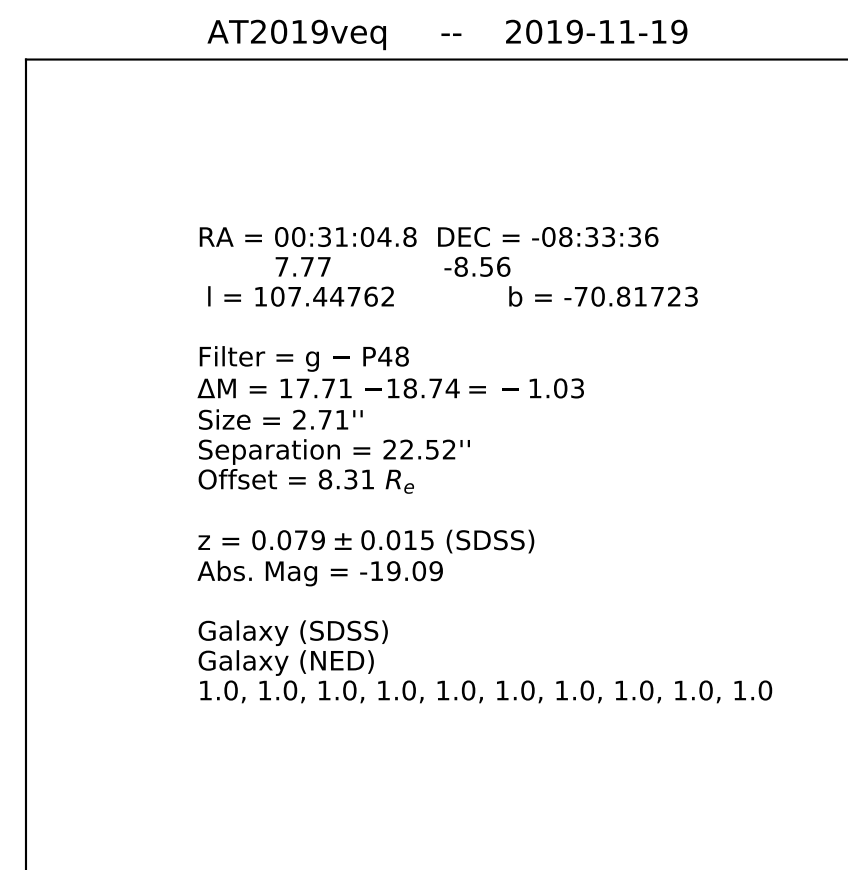 AT2019veq -- 2019-11-19
RA = 00:31:04.8 DEC = -08:33:36
7.77 -8.56
l = 107.44762 b = -70.81723
Filter = g − P48
ΔM = 17.71 −18.74 = − 1.03
Size = 2.71''
Separation = 22.52''
Offset = 8.31 Rₑ
z = 0.079 ± 0.015 (SDSS)
Abs. Mag = -19.09
Galaxy (SDSS)
Galaxy (NED)
1.0, 1.0, 1.0, 1.0, 1.0, 1.0, 1.0, 1.0, 1.0, 1.0